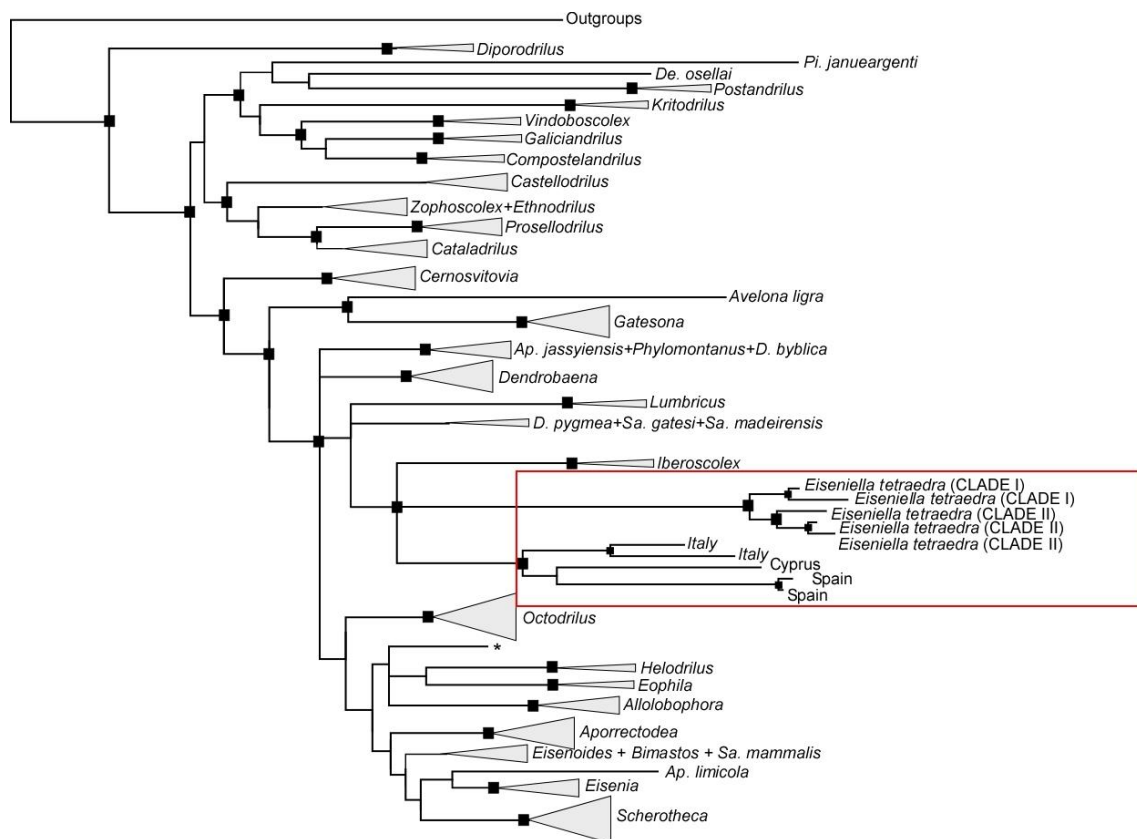 Outgroups
Diporodrilus
Pi. janueargenti
De. osellai
Postandrilus
Kritodrilus
Vindoboscolex
Galiciandrilus
Compostelandrilus
Castellodrilus
Zophoscolex+Ethnodrilus
Prosellodrilus
Cataladrilus
Cernosvitovia
Avelona ligra
Gatesona
Ap. jassyiensis+Phylomontanus+D. byblica
Dendrobaena
Lumbricus
D. pygmea+Sa. gatesi+Sa. madeirensis
Iberoscolex
Eiseniella tetraedra (CLADE I)
Eiseniella tetraedra (CLADE I)
Eiseniella tetraedra (CLADE II)
Eiseniella tetraedra (CLADE II)
Eiseniella tetraedra (CLADE II)
Italy
Italy
Cyprus
Spain
Spain
Octodrilus
*
Helodrilus
Eophila
Allolobophora
Aporrectodea
Eisenoides + Bimastos + Sa. mammalis
Ap. limicola
Eisenia
Scherotheca